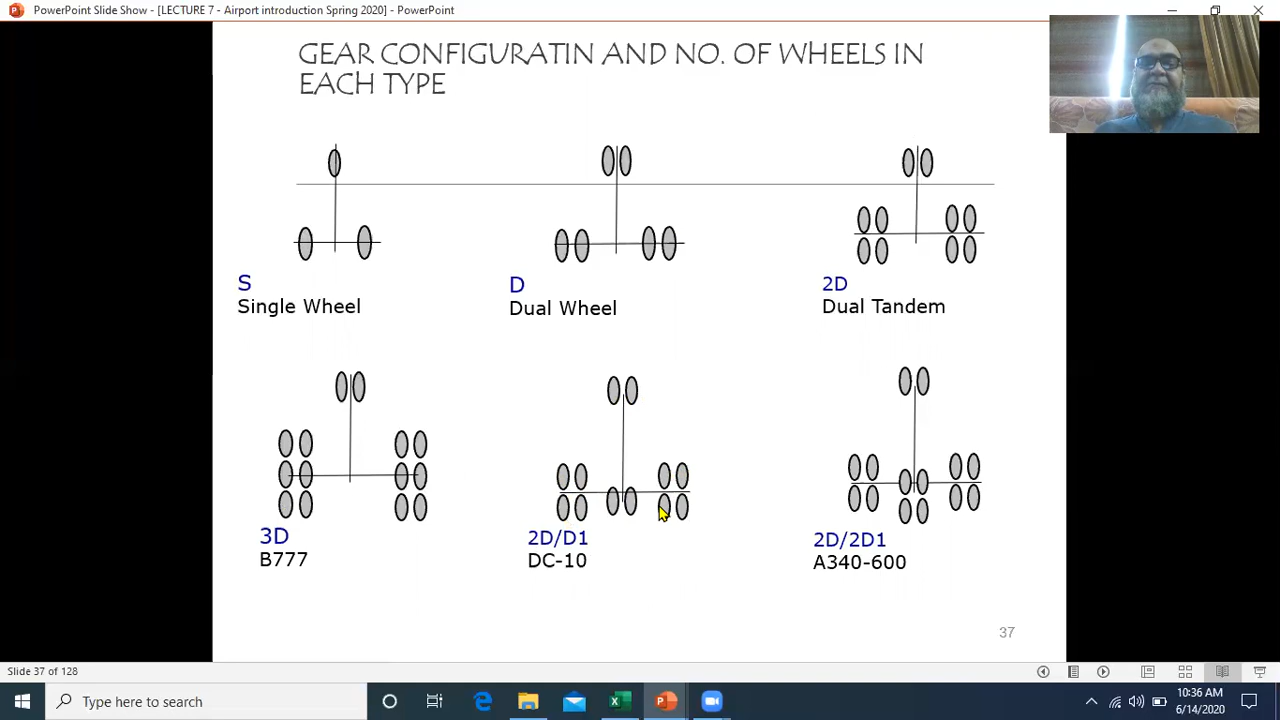 PowerPoint Slide Show - [LECTURE 7 - Airport introduction Spring 2020] - PowerPoint
GEAR CONFIGURATIN AND NO. OF WHEELS IN
EACH TYPE
S
Single Wheel
D
Dual Wheel
2D
Dual Tandem
3D
B777
2D/D1
DC-10
2D/2D1
A340-600
37
Slide 37 of 128
Type here to search
10:36 AM
6/14/2020